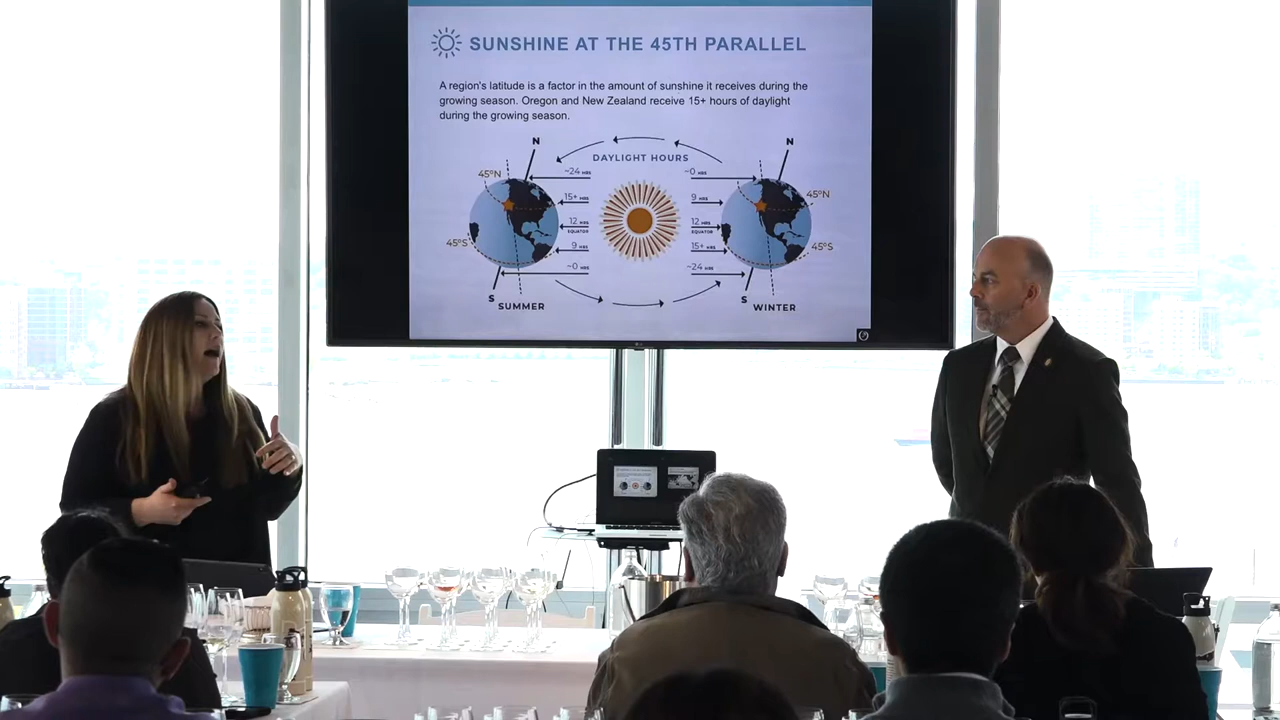 SUNSHINE AT THE 45TH PARALLEL
A region's latitude is a factor in the amount of sunshine it receives during the
growing season. Oregon and New Zealand receive 15+ hours of daylight
during the growing season.
N
N
DAYLIGHT HOURS
45°N
~24 HRS
~0 HRS
15+ HRS
9 HRS
45°N
12 HRS
EQUATOR
12 HRS
EQUATOR
45°S
9 HRS
15+ HRS
45°S
~0 HRS
~24 HRS
S
SUMMER
S
WINTER
LG